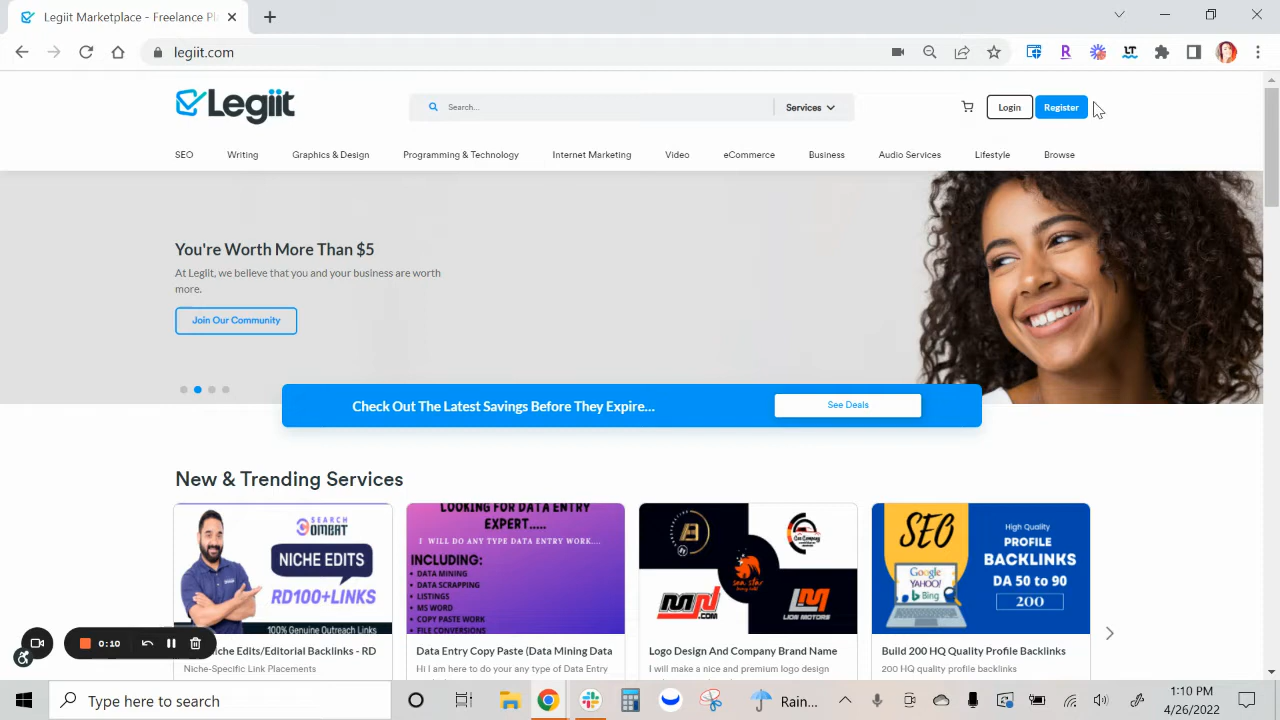 Legiit Marketplace - Freelance Pl
legiit.com
Legiit
Search...
Services
Login
Register
SEO
Writing
Graphics & Design
Programming & Technology
Internet Marketing
Video
eCommerce
Business
Audio Services
Lifestyle
Browse
You're Worth More Than $5
At Legiit, we believe that you and your business are worth
more.
Join Our Community
Check Out The Latest Savings Before They Expire...
See Deals
New & Trending Services
SEARCH
NICHE EDITS
RD100+LINKS
100% Genuine Outreach Links
LOOKING FOR DATA ENTRY
EXPERT.....
I WILL DO ANY TYPE DATA ENTRY WORK....
INCLUDING:
• DATA MINING
• DATA SCRAPPING
• LISTINGS
• MS WORD
• COPY PASTE WORK
• FILE CONVERSIONS
Car Company
sea star
MPL
LION MOTORS
SEO
Google
YAHOO!
Bing
High Quality
PROFILE
BACKLINKS
DA 50 to 90
200
iche Edits/Editorial Backlinks - RD
Niche-Specific Link Placements
Data Entry Copy Paste (Data Mining Data
Hi I am here to do your any type of Data Entry
Logo Design And Company Brand Name
I will make a nice and premium logo design
Build 200 HQ Quality Profile Backlinks
200 HQ quality profile backlinks
0:10
Type here to search
Rain...
1:10 PM
4/26/2022